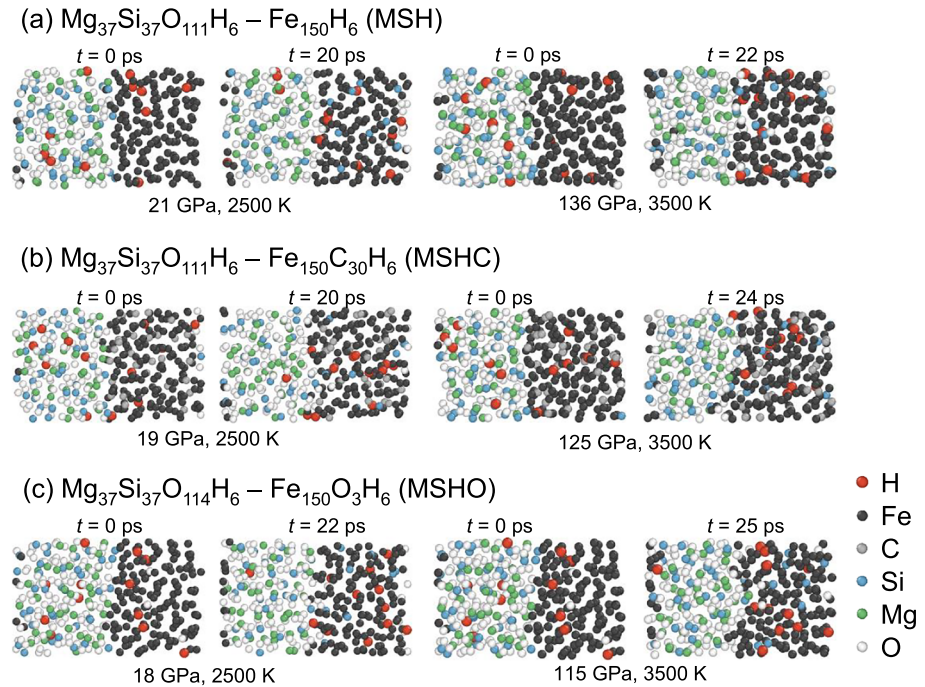 (a) Mg37Si37O111H6 – Fe150H6 (MSH)
t = 0 ps
t = 20 ps
t = 0 ps
t = 22 ps
21 GPa, 2500 K
136 GPa, 3500 K
(b) Mg37Si37O111H6 – Fe150C30H6 (MSHC)
t = 0 ps
t = 20 ps
t = 0 ps
t = 24 ps
19 GPa, 2500 K
125 GPa, 3500 K
(c) Mg37Si37O114H6 – Fe150O3H6 (MSHO)
t = 0 ps
t = 22 ps
t = 0 ps
t = 25 ps
18 GPa, 2500 K
115 GPa, 3500 K
H
Fe
C
Si
Mg
O